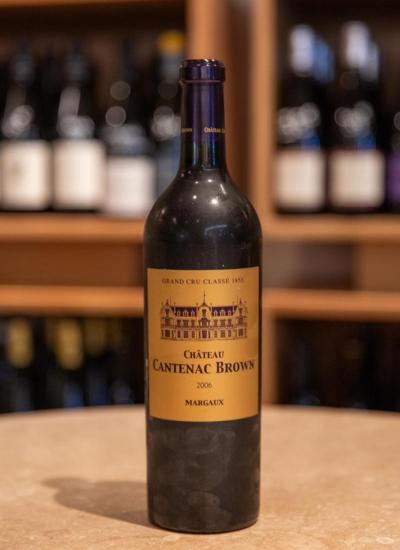 GRAND CRU CLASSÉ 1855
CHÂTEAU
CANTENAC BROWN
2006
MARGAUX